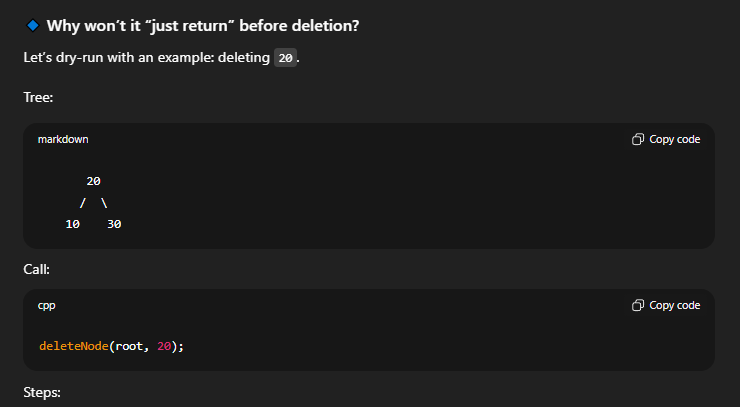 Why won't it “just return” before deletion?
Let's dry-run with an example: deleting 20.
Tree:
markdown Copy code
20
/ \
10 30
Call:
cpp Copy code
deleteNode(root, 20);
Steps: